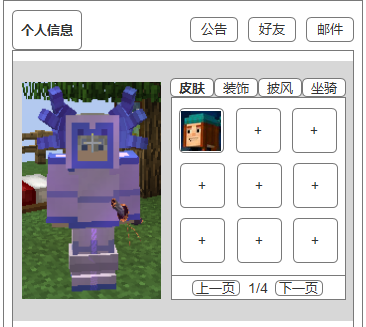 个人信息 公告 好友 邮件
皮肤 装饰 披风 坐骑
+ +
+ + +
+ + +
上一页 1/4 下一页